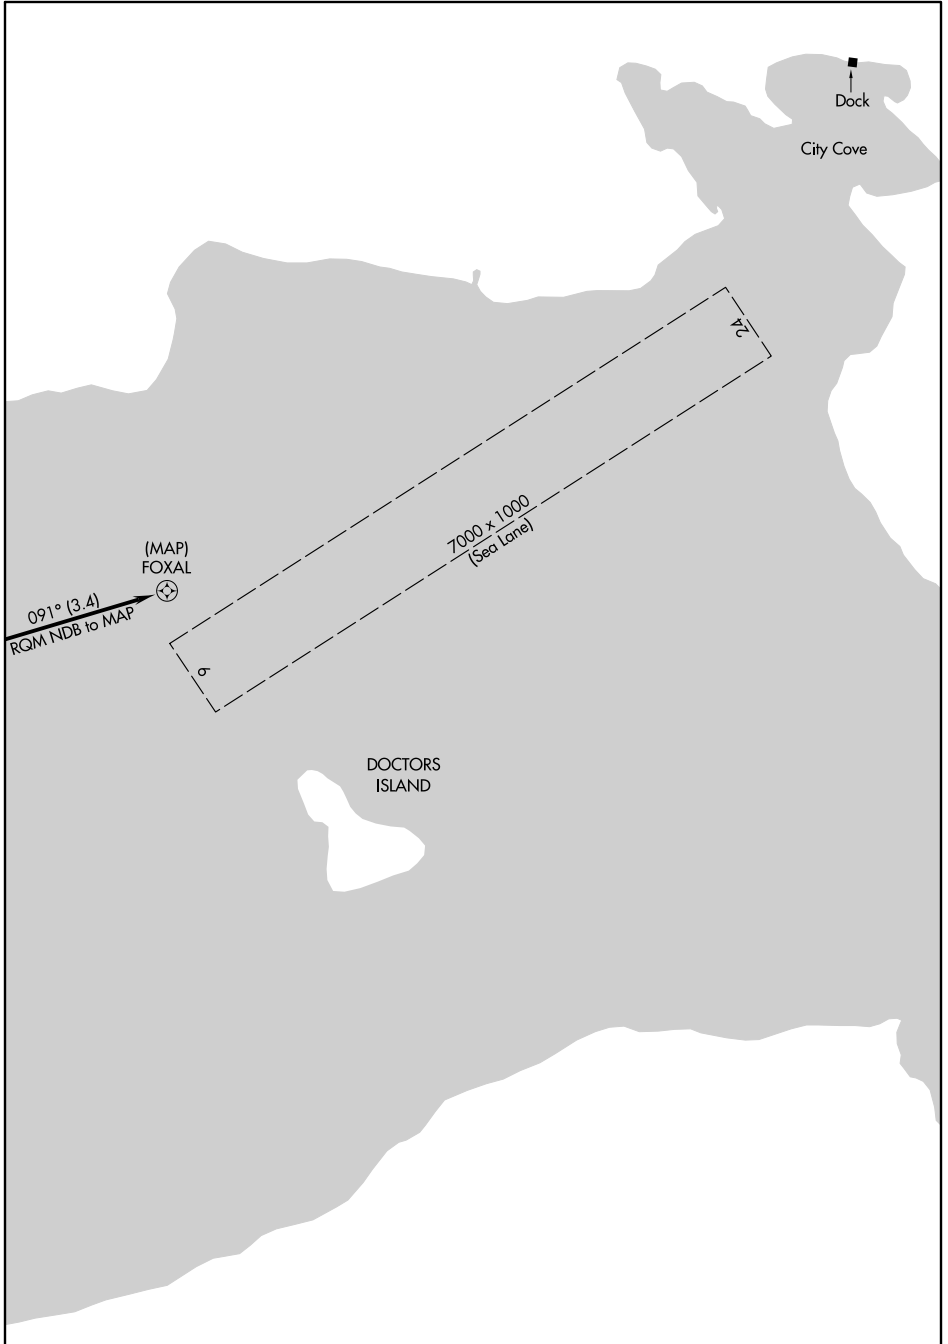 Dock
City Cove
24
7000 x 1000
(Sea Lane)
(MAP)
FOXAL
091° (3.4)
RQM NDB to MAP
6
DOCTORS
ISLAND